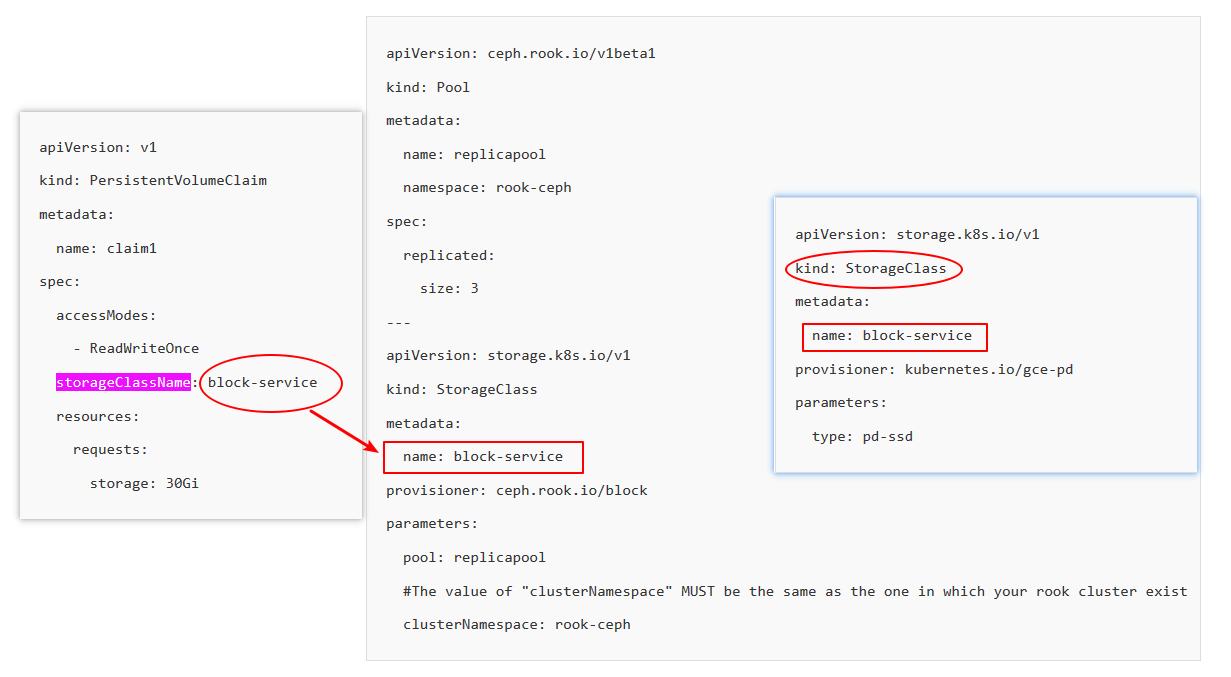 apiVersion: v1
kind: PersistentVolumeClaim
metadata:
  name: claim1
spec:
  accessModes:
    - ReadWriteOnce
  storageClassName: block-service
  resources:
    requests:
      storage: 30Gi
apiVersion: ceph.rook.io/v1beta1
kind: Pool
metadata:
  name: replicapool
  namespace: rook-ceph
spec:
  replicated:
    size: 3
---
apiVersion: storage.k8s.io/v1
kind: StorageClass
metadata:
  name: block-service
provisioner: ceph.rook.io/block
parameters:
  pool: replicapool
  #The value of "clusterNamespace" MUST be the same as the one in which your rook cluster exist
  clusterNamespace: rook-ceph
apiVersion: storage.k8s.io/v1
kind: StorageClass
metadata:
  name: block-service
provisioner: kubernetes.io/gce-pd
parameters:
  type: pd-ssd